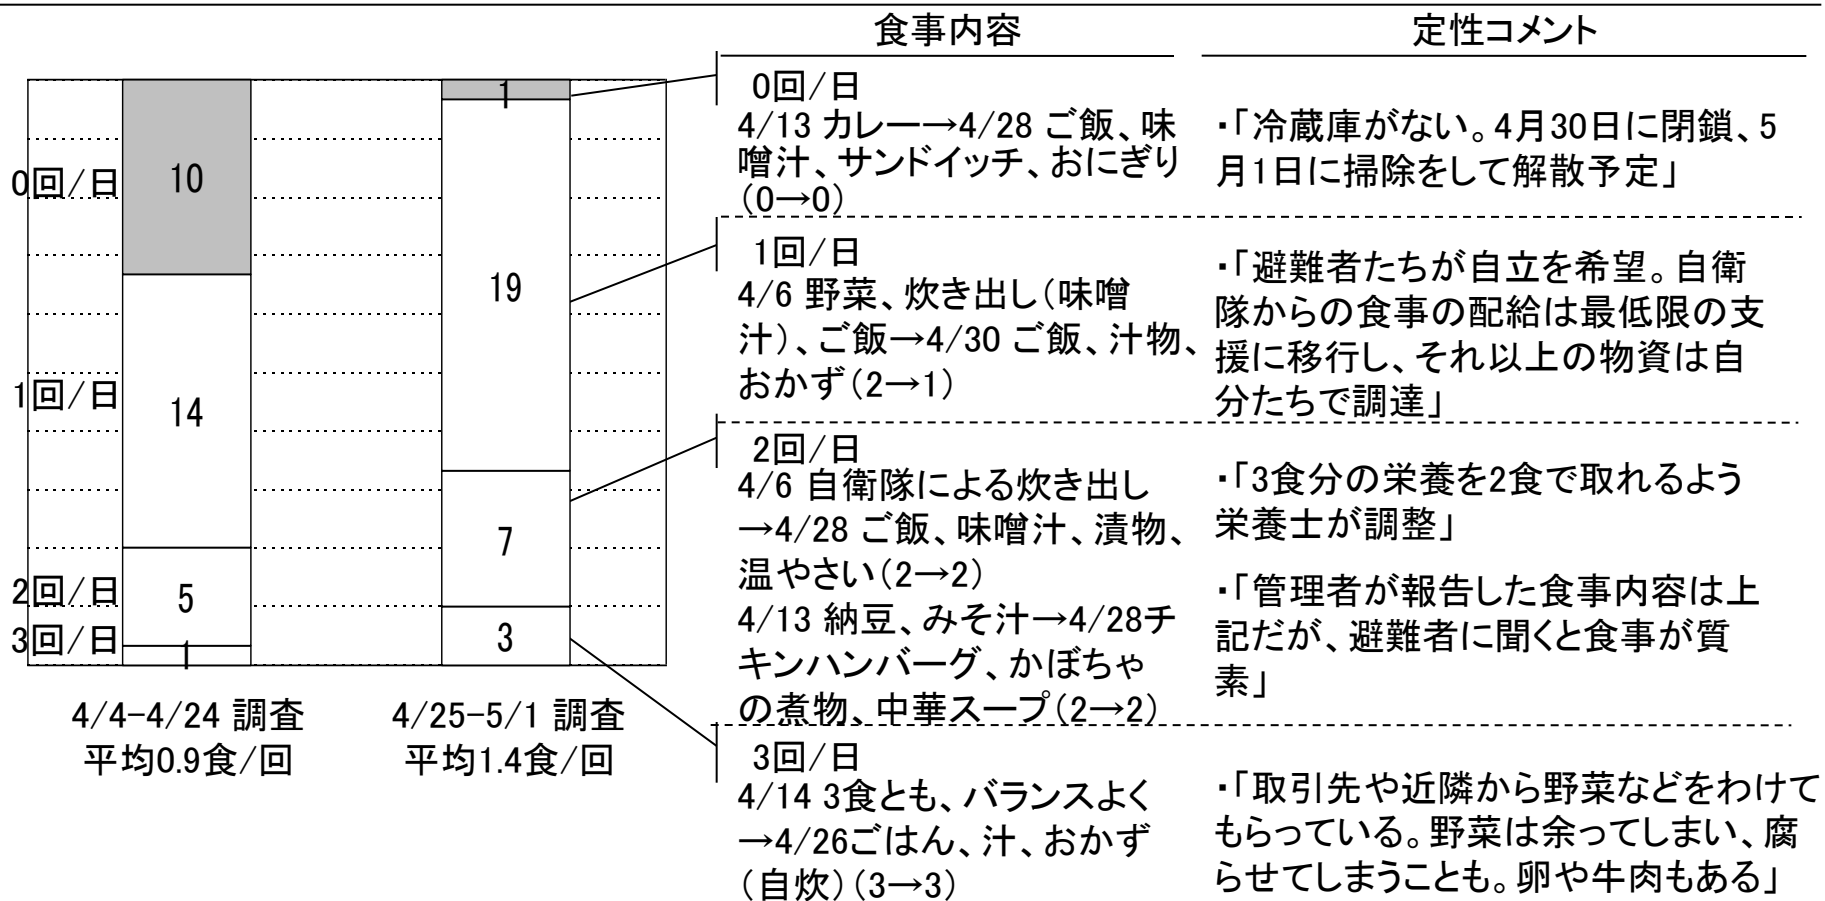 食事内容
定性コメント
0回/日
10
1回/日
14
2回/日
5
3回/日
1
1
19
7
3
4/4-4/24 調査
平均0.9食/回
4/25-5/1 調査
平均1.4食/回
0回/日
4/13 カレー→4/28 ご飯、味
噌汁、サンドイッチ、おにぎり
(0→0)
・「冷蔵庫がない。4月30日に閉鎖、5
月1日に掃除をして解散予定」
1回/日
4/6 野菜、炊き出し(味噌
汁)、ご飯→4/30 ご飯、汁物、
おかず(2→1)
・「避難者たちが自立を希望。自衛
隊からの食事の配給は最低限の支
援に移行し、それ以上の物資は自
分たちで調達」
2回/日
4/6 自衛隊による炊き出し
→4/28 ご飯、味噌汁、漬物、
温やさい(2→2)
4/13 納豆、みそ汁→4/28チ
キンハンバーグ、かぼちゃ
の煮物、中華スープ(2→2)
・「3食分の栄養を2食で取れるよう
栄養士が調整」
・「管理者が報告した食事内容は上
記だが、避難者に聞くと食事が質
素」
3回/日
4/14 3食とも、バランスよく
→4/26ごはん、汁、おかず
(自炊)(3→3)
・「取引先や近隣から野菜などをわけて
もらっている。野菜は余ってしまい、腐
らせてしまうことも。卵や牛肉もある」